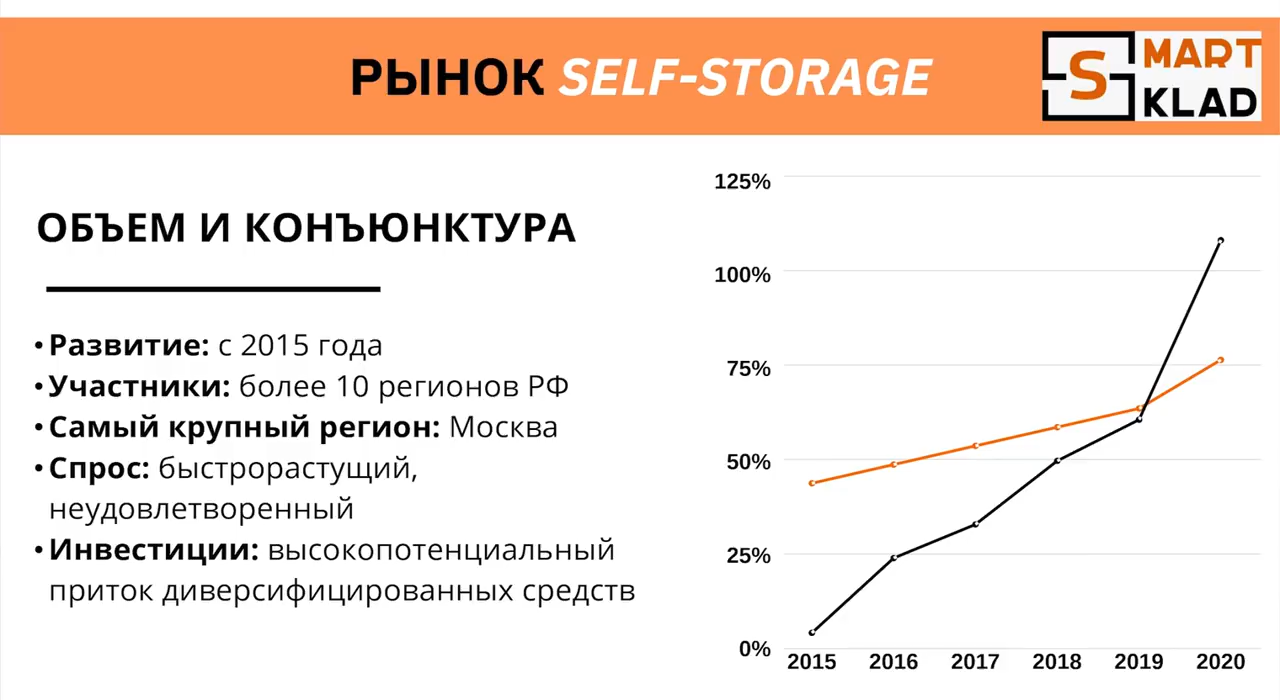 РЫНОК SELF-STORAGE
SMART
KLAD
ОБЪЕМ И КОНЪЮНКТУРА
•Развитие: с 2015 года
•Участники: более 10 регионов РФ
•Самый крупный регион: Москва
•Спрос: быстрорастущий,
неудовлетворенный
•Инвестиции: высокопотенциальный
приток диверсифицированных средств
125%
100%
75%
50%
25%
0%
2015 2016 2017 2018 2019 2020